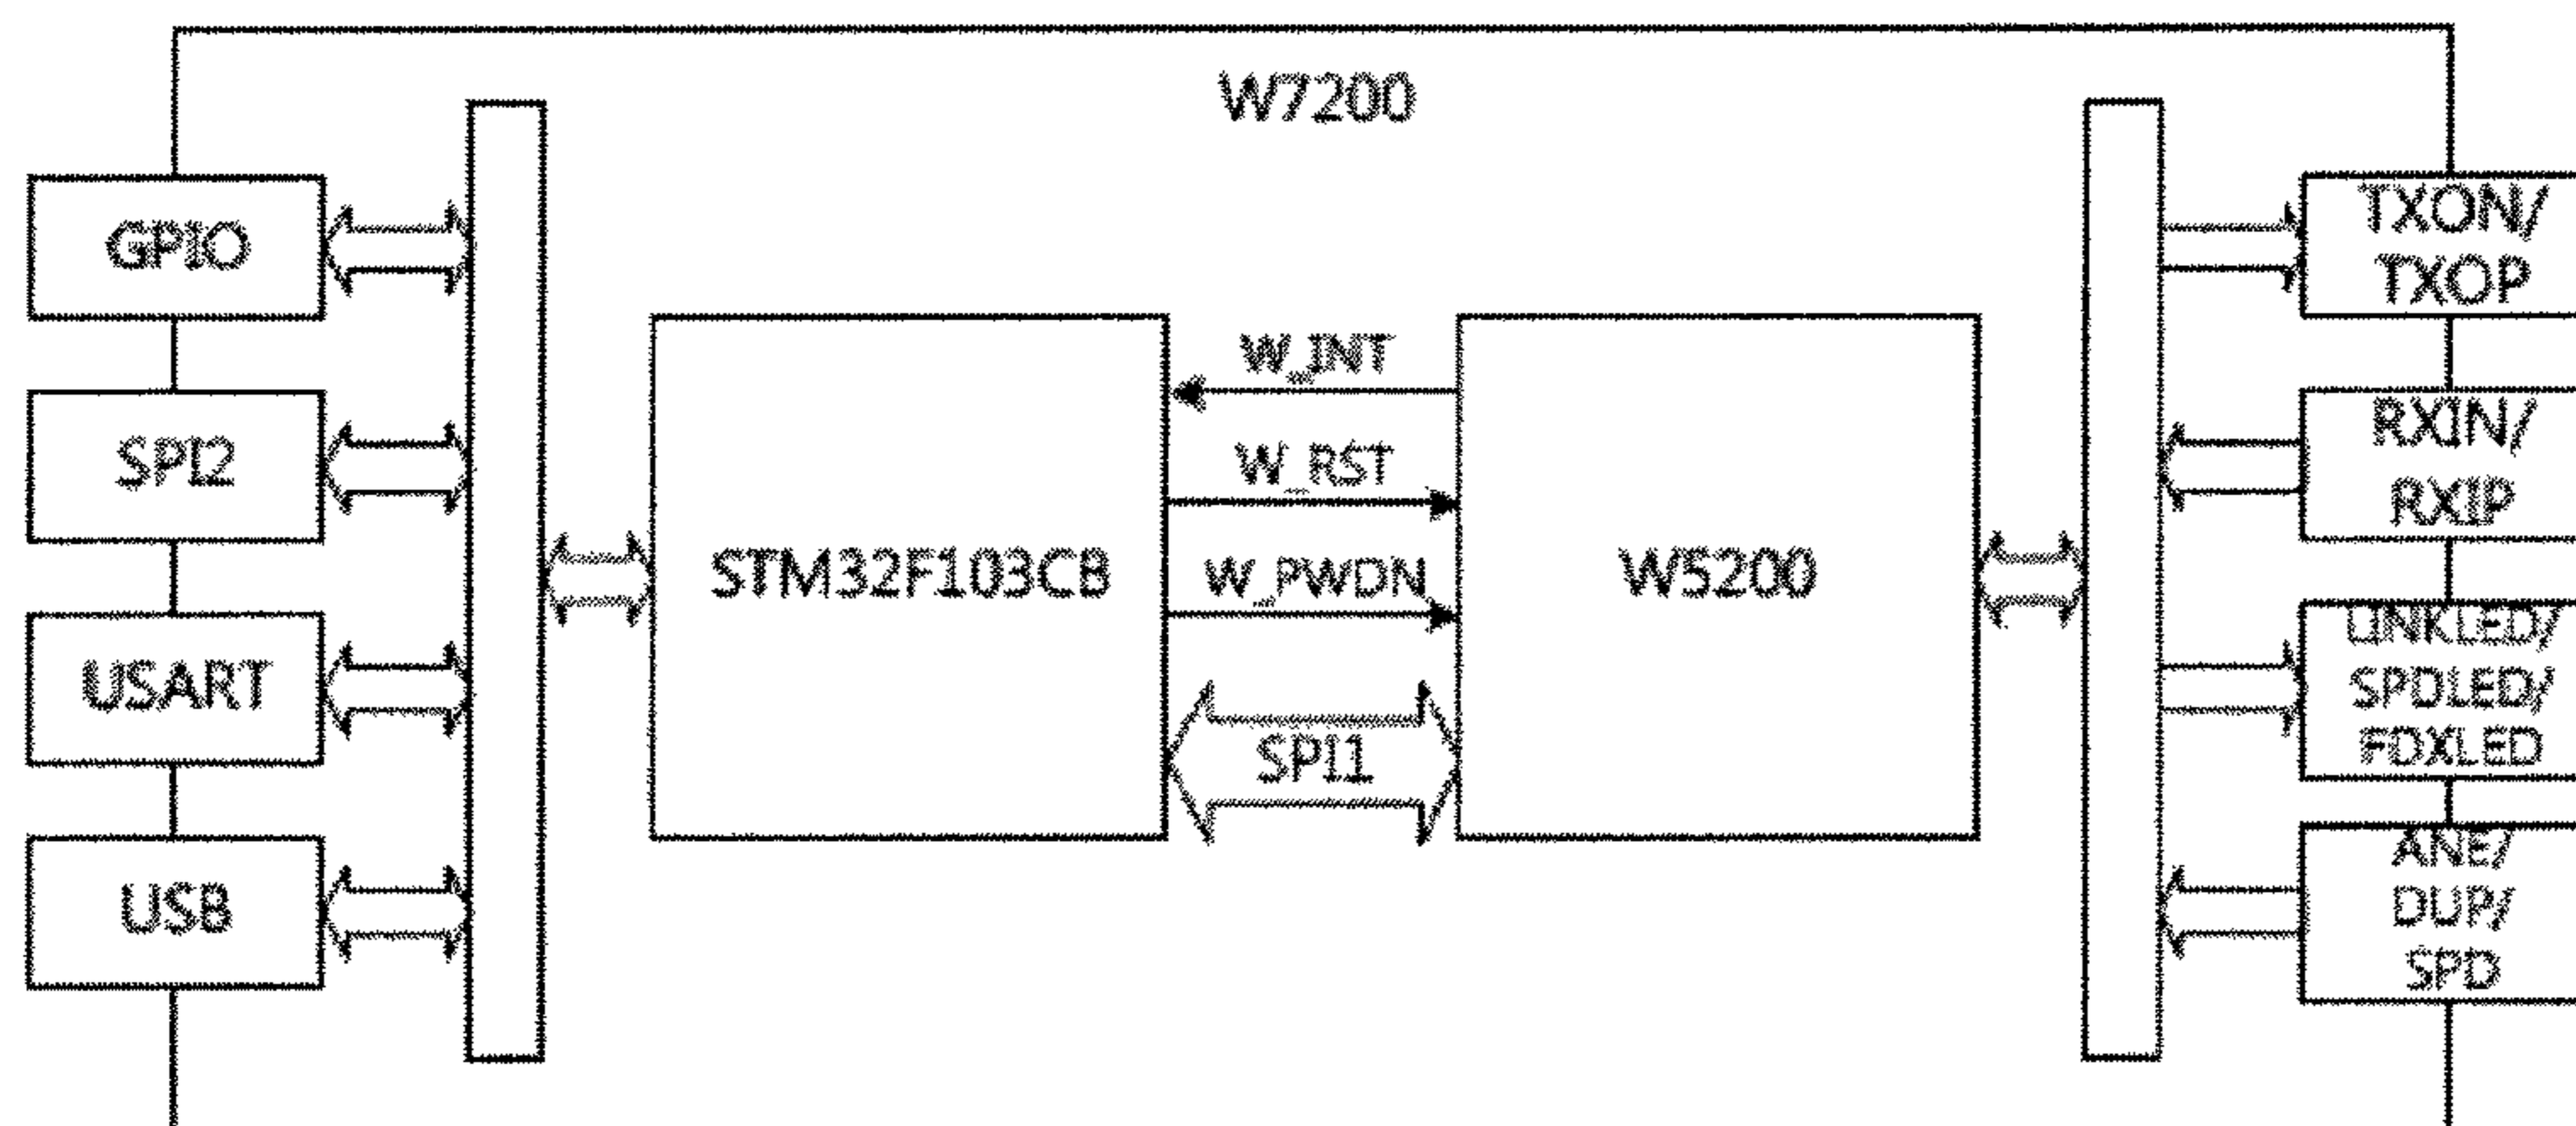 W7200
GPIO
SPI2
USART
USB
STM32F103CB
W_INT
W_RST
W_PWDN
SPI1
W5200
TXON/
TXOP
RXIN/
RXIP
LINKLED/
SPDLED/
FDXLED
ANE/
DUP/
SPD